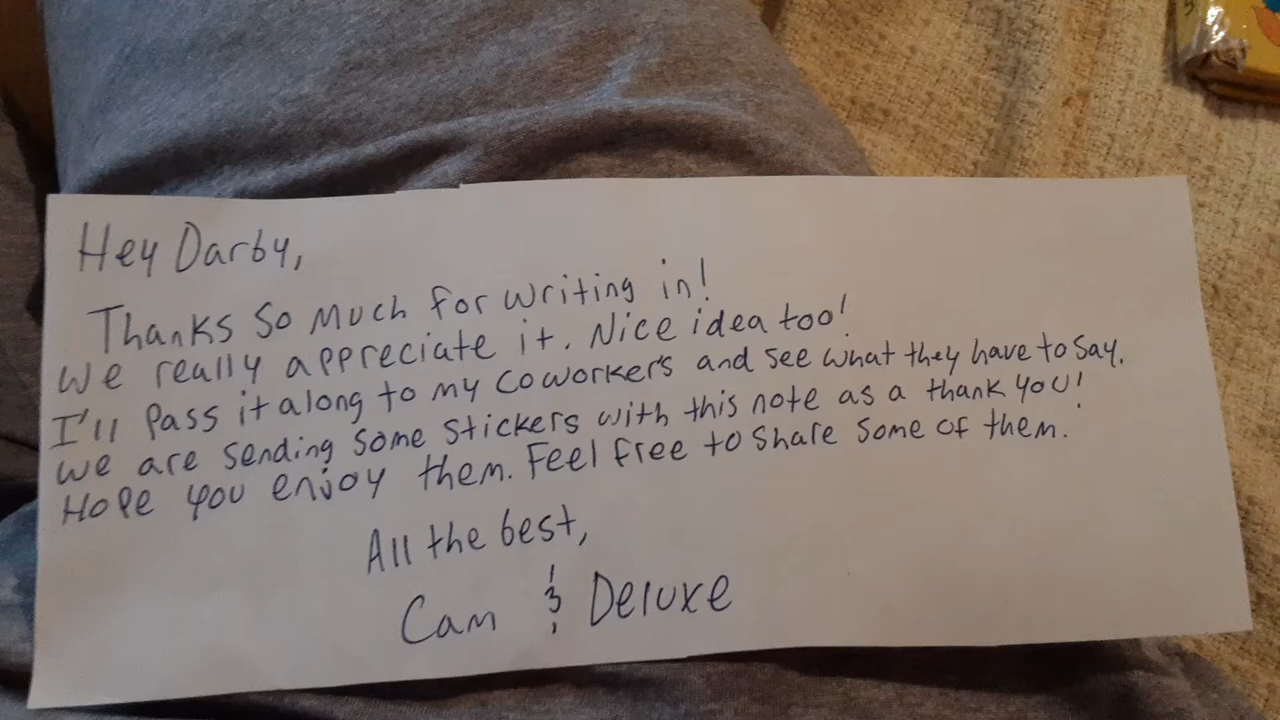 Hey Darby,
Thanks so much for writing in!
We really appreciate it. Nice idea too!
I'll pass it along to my coworkers and see what they have to say.
We are sending some stickers with this note as a thank you!
Hope you enjoy them. Feel free to share some of them.
All the best,
Cam & Deluxe